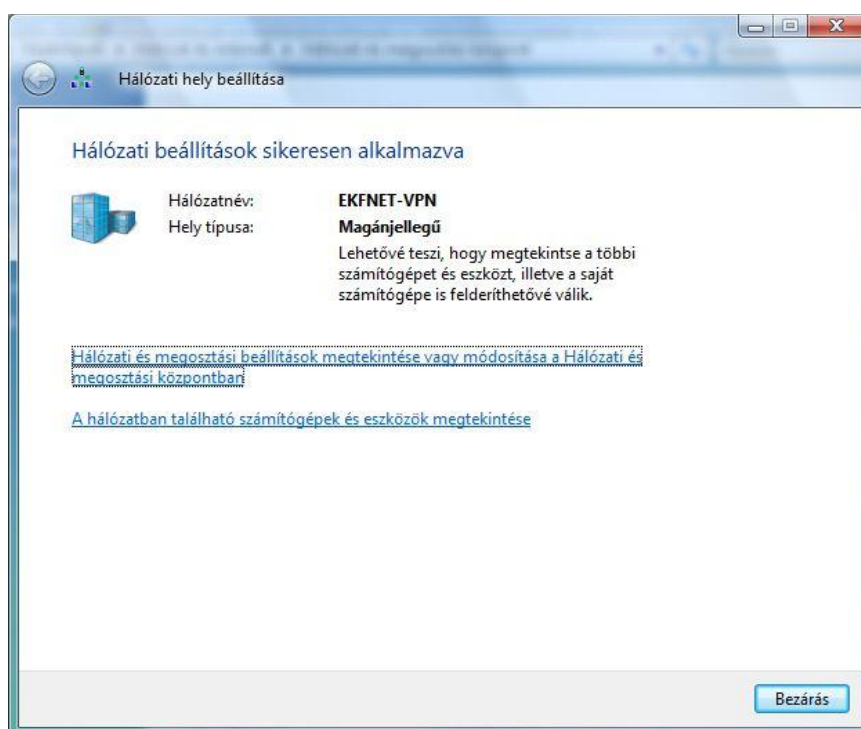 Hálózati hely beállítása
Hálózati beállítások sikeresen alkalmazva
Hálózatnév: EKFNET-VPN
Hely típusa: Magánjellegű
Lehetővé teszi, hogy megtekintse a többi
számítógépet és eszközt, illetve a saját
számítógépe is felderíthetővé válik.
Hálózati és megosztási beállítások megtekintése vagy módosítása a Hálózati és
megosztási központban
A hálózatban található számítógépek és eszközök megtekintése
Bezárás